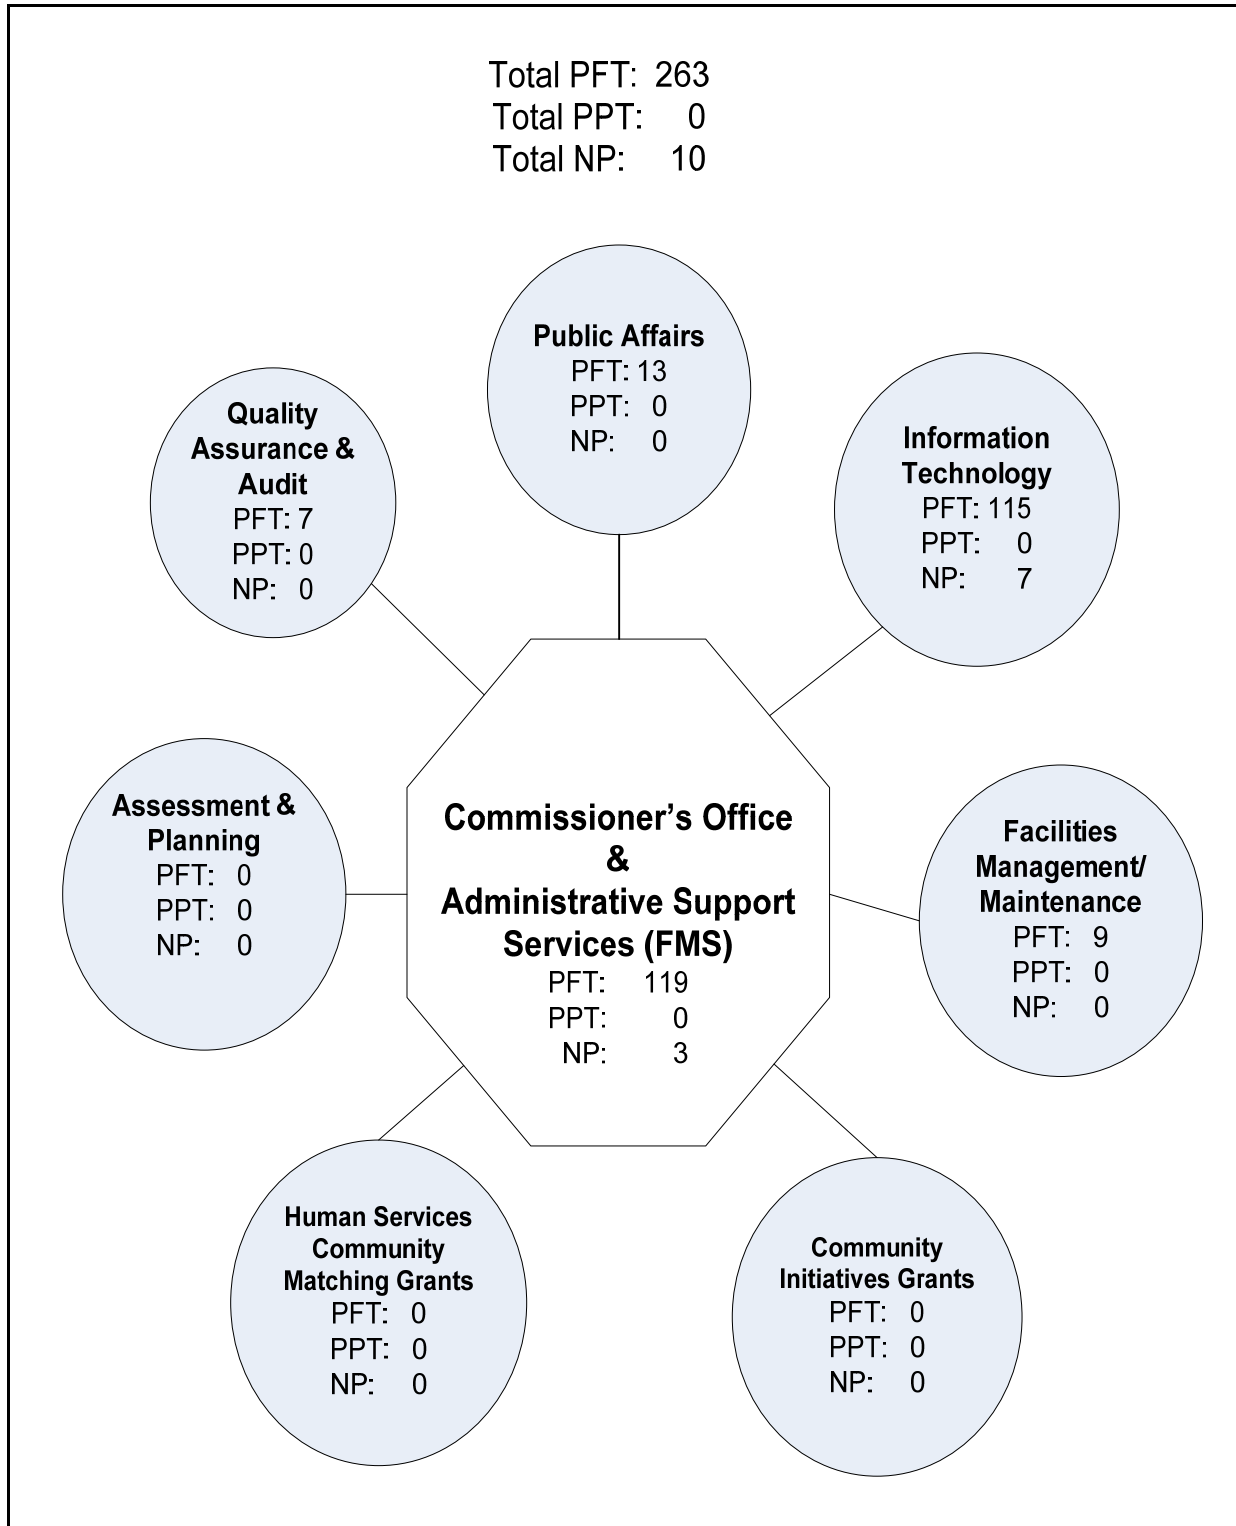 Total PFT: 263
Total PPT: 0
Total NP: 10
Public Affairs
PFT: 13
PPT: 0
NP: 0
Quality
Assurance &
Audit
PFT: 7
PPT: 0
NP: 0
Information
Technology
PFT: 115
PPT: 0
NP: 7
Assessment &
Planning
PFT: 0
PPT: 0
NP: 0
Commissioner's Office
&
Administrative Support
Services (FMS)
PFT: 119
PPT: 0
NP: 3
Facilities
Management/
Maintenance
PFT: 9
PPT: 0
NP: 0
Human Services
Community
Matching Grants
PFT: 0
PPT: 0
NP: 0
Community
Initiatives Grants
PFT: 0
PPT: 0
NP: 0